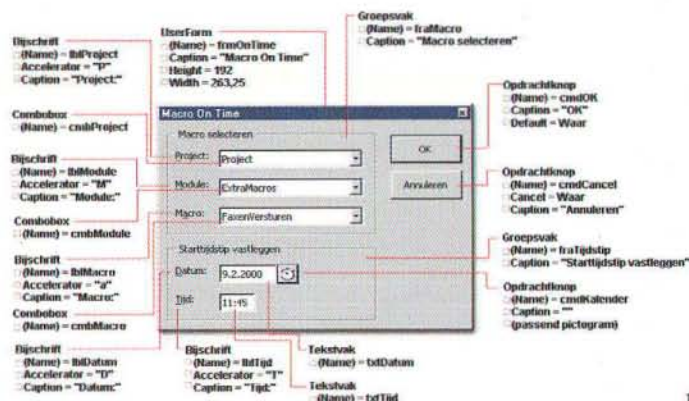 Groepsvak
(Name) = fraMacro
Caption = "Macro selecteren"
UserForm
(Name) = frmOnTime
Caption = "Macro On Time"
Height = 192
Width = 263,25
Bijschrift
(Name) = lblProject
Accelerator = "P"
Caption = "Project:"
Opdrachtknop
(Name) = cmdOK
Caption = "OK"
Default = Waar
Combobox
(Name) = cmbProject
Macro On Time
Macro selecteren
Project:
Project
OK
Bijschrift
(Name) = lblModule
Accelerator = "M"
Caption = "Module:"
Module:
ExtraMacros
Annuleren
Opdrachtknop
(Name) = cmdCancel
Cancel = Waar
Caption = "Annuleren"
Combobox
(Name) = cmbModule
Macro:
FaxenVersturen
Groepsvak
(Name) = fraTijdstip
Caption = "Starttijdstip vastleggen"
Bijschrift
(Name) = lblMacro
Accelerator = "a"
Caption = "Macro:"
Starttijdstip vastleggen
Datum:
9.2.2000
Opdrachtknop
(Name) = cmdKalender
Caption = ""
(passend pictogram)
Combobox
(Name) = cmbMacro
Tijd:
11:45
Bijschrift
(Name) = lblDatum
Accelerator = "D"
Caption = "Datum:"
Bijschrift
(Name) = lblTijd
Accelerator = "T"
Caption = "Tijd:"
Tekstvak
(Name) = txtDatum
Tekstvak
(Name) = txtTijd
1